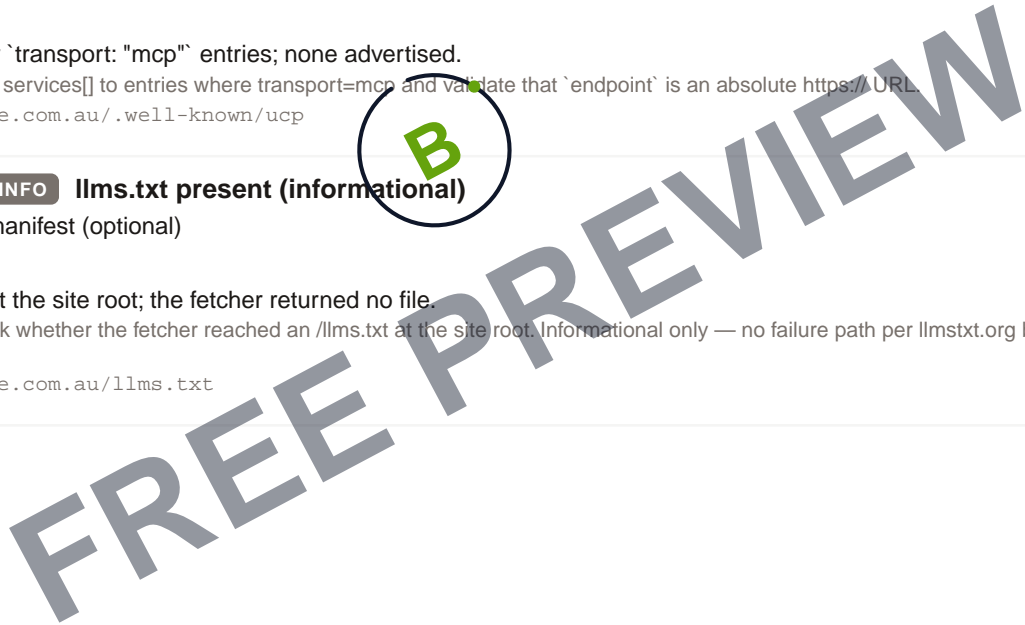 `transport: "mcp"` entries; none advertised.
services[] to entries where transport=mcp and validate that `endpoint` is an absolute https:// URL.
e.com.au/.well-known/ucp
B
INFO llms.txt present (informational)
manifest (optional)
t the site root; the fetcher returned no file.
k whether the fetcher reached an /llms.txt at the site root. Informational only — no failure path per llmstxt.org
e.com.au/llms.txt
FREE PREVIEW